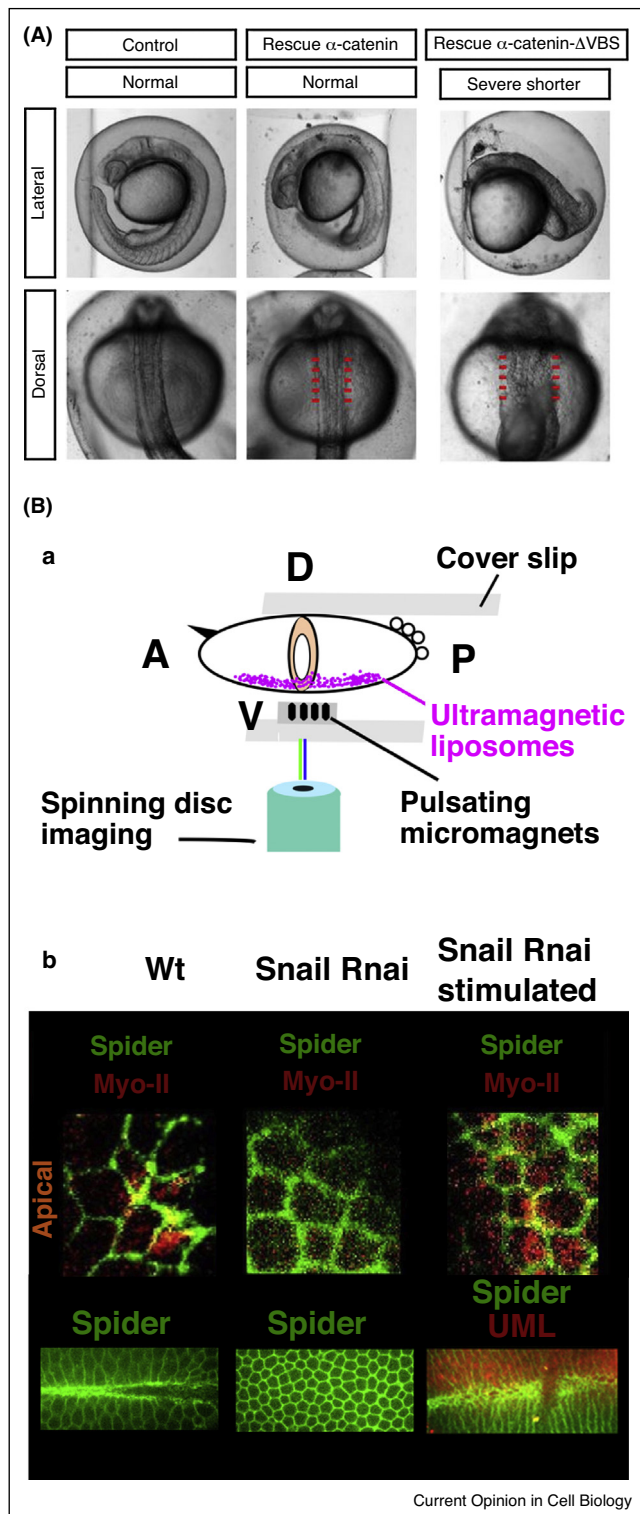 (A)
Control
Rescue α-catenin
Rescue α-catenin-ΔVBS
Normal
Normal
Severe shorter
Lateral
Dorsal
(B)
a
D
Cover slip
A
P
V
Ultramagnetic
liposomes
Spinning disc
imaging
Pulsating
micromagnets
b
Wt
Snail Rnai
Snail Rnai
stimulated
Spider
Myo-II
Spider
Myo-II
Spider
Myo-II
Apical
Spider
Spider
Spider
UML
Current Opinion in Cell Biology